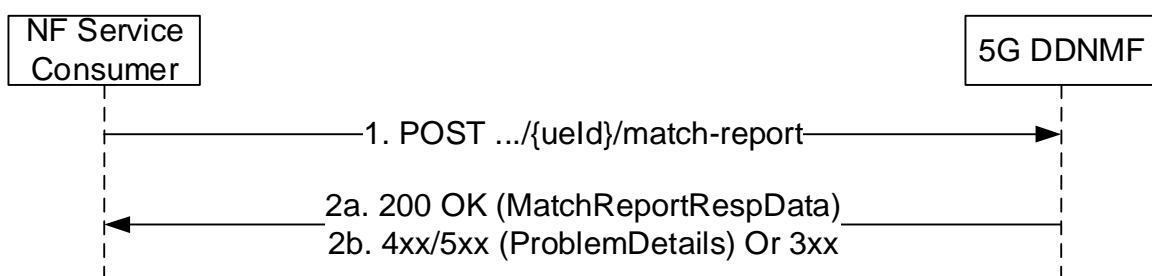 NF Service
Consumer
5G DDNMF
1. POST .../{ueId}/match-report
2a. 200 OK (MatchReportRespData)
2b. 4xx/5xx (ProblemDetails) Or 3xx